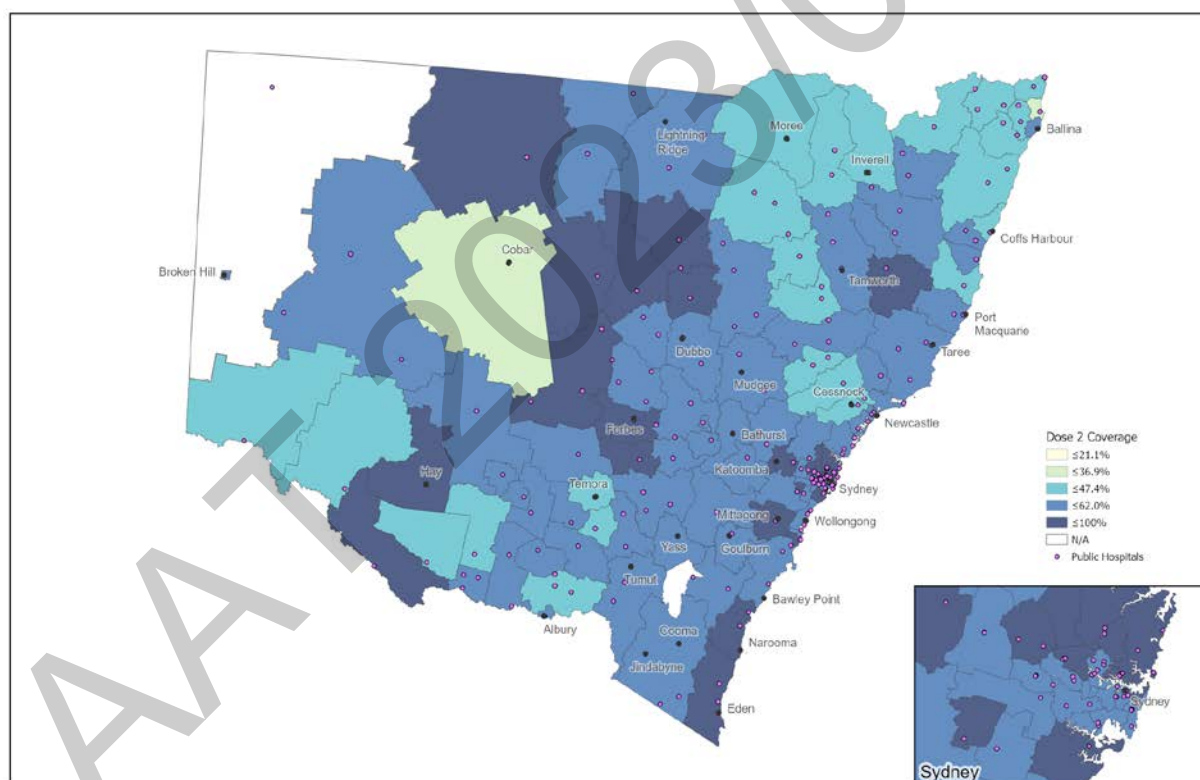 AAT 2023/0
Lightning
Ridge
Moree
Ballina
Inverell
Cobar
Coffs Harbour
Broken Hill
Tamworth
Port
Macquarie
Dubbo
Taree
Mudgee
Cessnock
Newcastle
Forbes
Bathurst
Katoomba
Hay
Temora
Sydney
Mittagong
Wollongong
Yass
Goulburn
Tumut
Bawley Point
Albury
Cooma
Narooma
Jindabyne
Eden
Dose 2 Coverage
≤21.1%
≤36.9%
≤47.4%
≤62.0%
≤100%
N/A
Public Hospitals
Sydney
Sydney